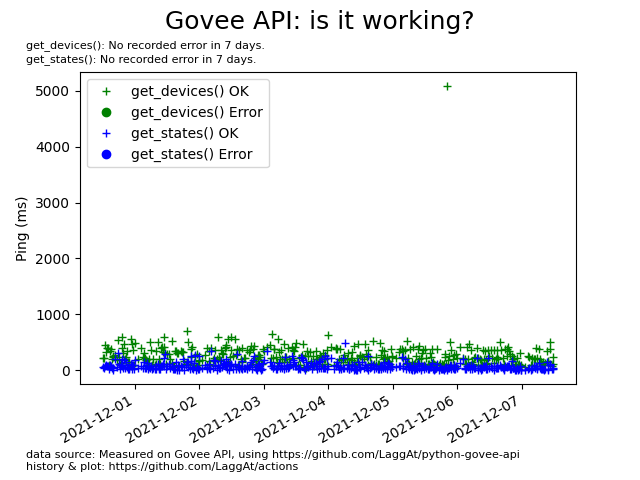 Govee API: is it working?
get_devices(): No recorded error in 7 days.
get_states(): No recorded error in 7 days.
get_devices() OK
get_devices() Error
get_states() OK
get_states() Error
5000
4000
3000
2000
1000
0
Ping (ms)
2021-12-01
2021-12-02
2021-12-03
2021-12-04
2021-12-05
2021-12-06
2021-12-07
data source: Measured on Govee API, using https://github.com/LaggAt/python-govee-api
history & plot: https://github.com/LaggAt/actions